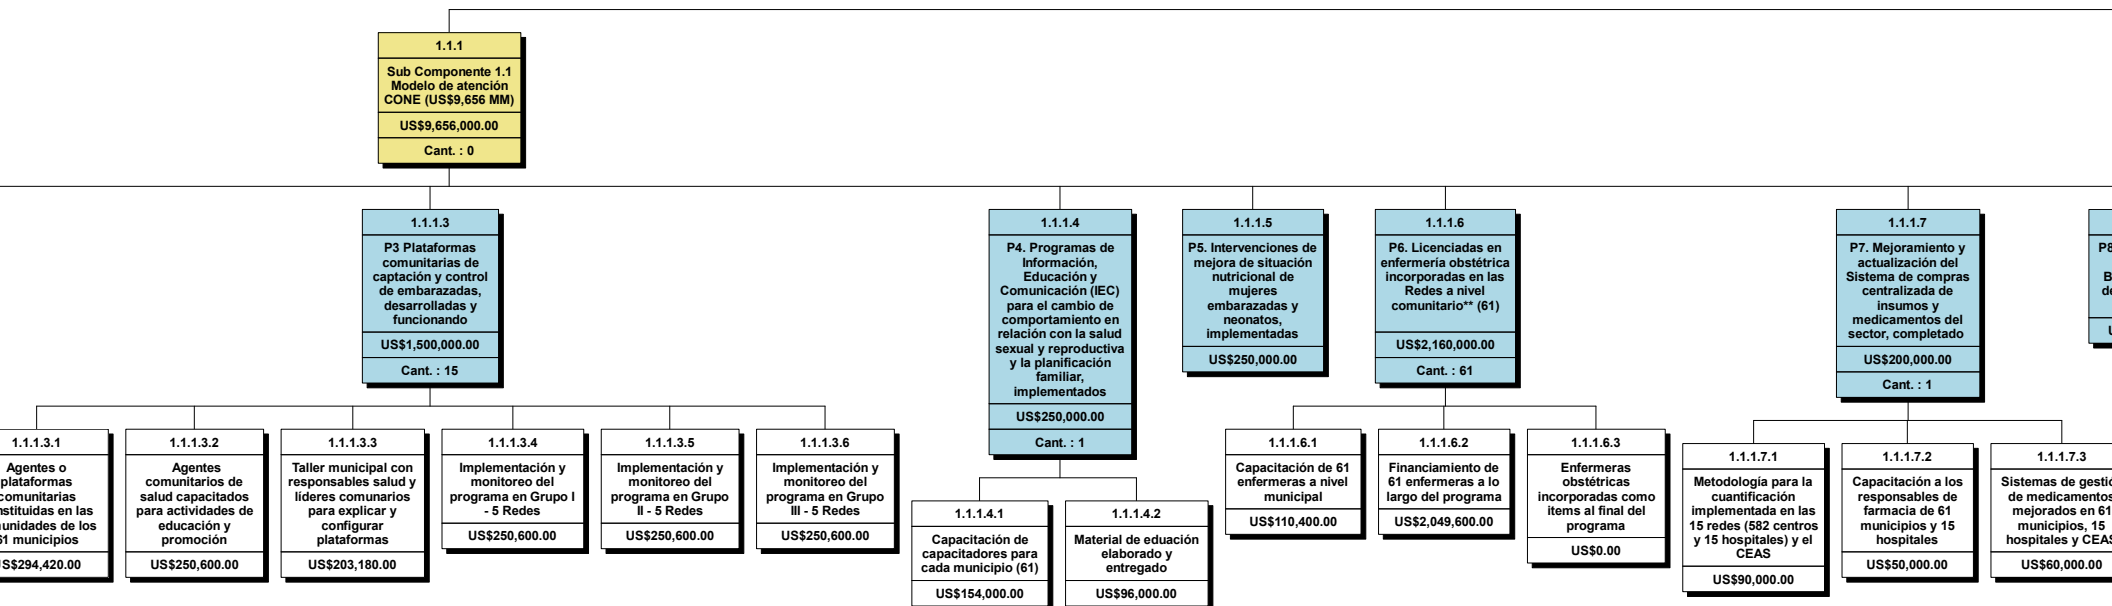 1.1.1
Sub Componente 1.1
Modelo de atención
CONE (US$9,656 MM)
US$9,656,000.00
Cant. : 0
1.1.1.3
P3 Plataformas
comunitarias de
captación y control
de embarazadas,
desarrolladas y
funcionando
US$1,500,000.00
Cant. : 15
1.1.1.4
P4. Programas de
Información,
Educación y
Comunicación (IEC)
para el cambio de
comportamiento en
relación con la salud
sexual y reproductiva
y la planificación
familiar,
implementados
US$250,000.00
Cant. : 1
1.1.1.5
P5. Intervenciones de
mejora de situación
nutricional de
mujeres
embarazadas y
neonatos,
implementadas
US$250,000.00
1.1.1.6
P6. Licenciadas en
enfermería obstétrica
incorporadas en las
Redes a nivel
comunitario** (61)
US$2,160,000.00
Cant. : 61
1.1.1.7
P7. Mejoramiento y
actualización del
Sistema de compras
centralizada de
insumos y
medicamentos del
sector, completado
US$200,000.00
Cant. : 1
P8
B
de
U
1.1.1.3.1
Agentes o
plataformas
comunitarias
nstituidas en las
unidades de los
61 municipios
US$294,420.00
1.1.1.3.2
Agentes
comunitarios de
salud capacitados
para actividades de
educación y
promoción
US$250,600.00
1.1.1.3.3
Taller municipal con
responsables salud y
líderes comunarios
para explicar y
configurar
plataformas
US$203,180.00
1.1.1.3.4
Implementación y
monitoreo del
programa en Grupo I
- 5 Redes
US$250,600.00
1.1.1.3.5
Implementación y
monitoreo del
programa en Grupo
II - 5 Redes
US$250,600.00
1.1.1.3.6
Implementación y
monitoreo del
programa en Grupo
III - 5 Redes
US$250,600.00
1.1.1.4.1
Capacitación de
capacitadores para
cada municipio (61)
US$154,000.00
1.1.1.4.2
Material de eduación
elaborado y
entregado
US$96,000.00
1.1.1.6.1
Capacitación de 61
enfermeras a nivel
municipal
US$110,400.00
1.1.1.6.2
Financiamiento de
61 enfermeras a lo
largo del programa
US$2,049,600.00
1.1.1.6.3
Enfermeras
obstétricas
incorporadas como
items al final del
programa
US$0.00
1.1.1.7.1
Metodología para la
cuantificación
implementada en las
15 redes (582 centros
y 15 hospitales) y el
CEAS
US$90,000.00
1.1.1.7.2
Capacitación a los
responsables de
farmacia de 61
municipios y 15
hospitales
US$50,000.00
1.1.1.7.3
Sistemas de gestió
de medicamentos
mejorados en 61
municipios, 15
hospitales y CEAS
US$60,000.00